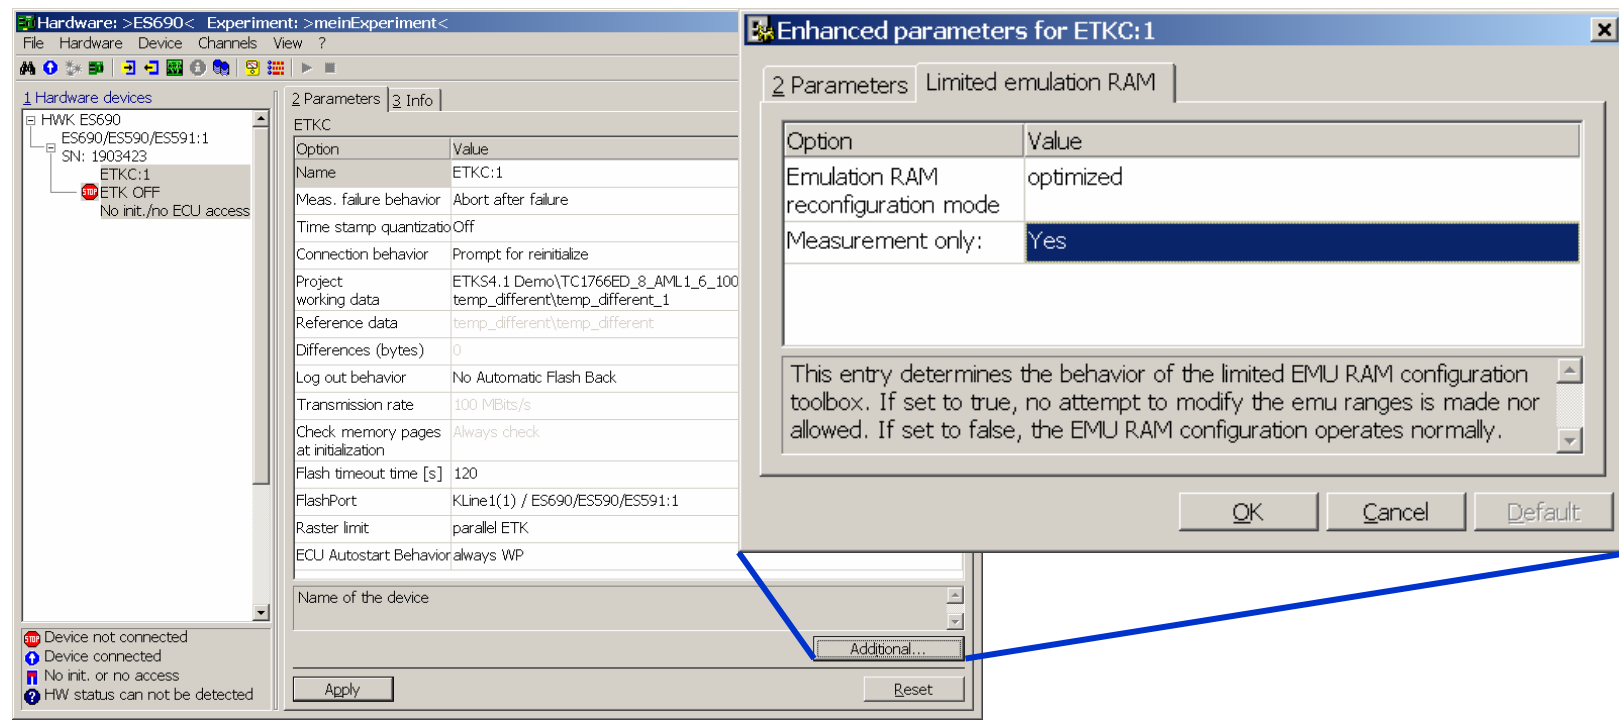 Hardware: >ES690<  Experiment: >meinExperiment<
File Hardware Device Channels View ?
1 Hardware devices
HWK ES690
ES690/ES590/ES591:1
SN: 1903423
ETKC:1
STOP ETK OFF
No init./no ECU access
STOP Device not connected
Device connected
No init. or no access
? HW status can not be detected
2 Parameters 3 Info
ETKC
Option Value
Name ETKC:1
Meas. failure behavior Abort after failure
Time stamp quantizatio Off
Connection behavior Prompt for reinitialize
Project ETKS4.1 Demo\TC1766ED_8_AML1_6_100
working data temp_different\temp_different_1
Reference data temp_different\temp_different
Differences (bytes) 0
Log out behavior No Automatic Flash Back
Transmission rate 100 MBits/s
Check memory pages Always check
at initialization
Flash timeout time [s] 120
FlashPort KLine1(1) / ES690/ES590/ES591:1
Raster limit parallel ETK
ECU Autostart Behavior always WP
Name of the device
Additional...
Apply Reset
Enhanced parameters for ETKC:1
2 Parameters Limited emulation RAM
Option Value
Emulation RAM optimized
reconfiguration mode
Measurement only: Yes
This entry determines the behavior of the limited EMU RAM configuration
toolbox. If set to true, no attempt to modify the emu ranges is made nor
allowed. If set to false, the EMU RAM configuration operates normally.
OK Cancel Default